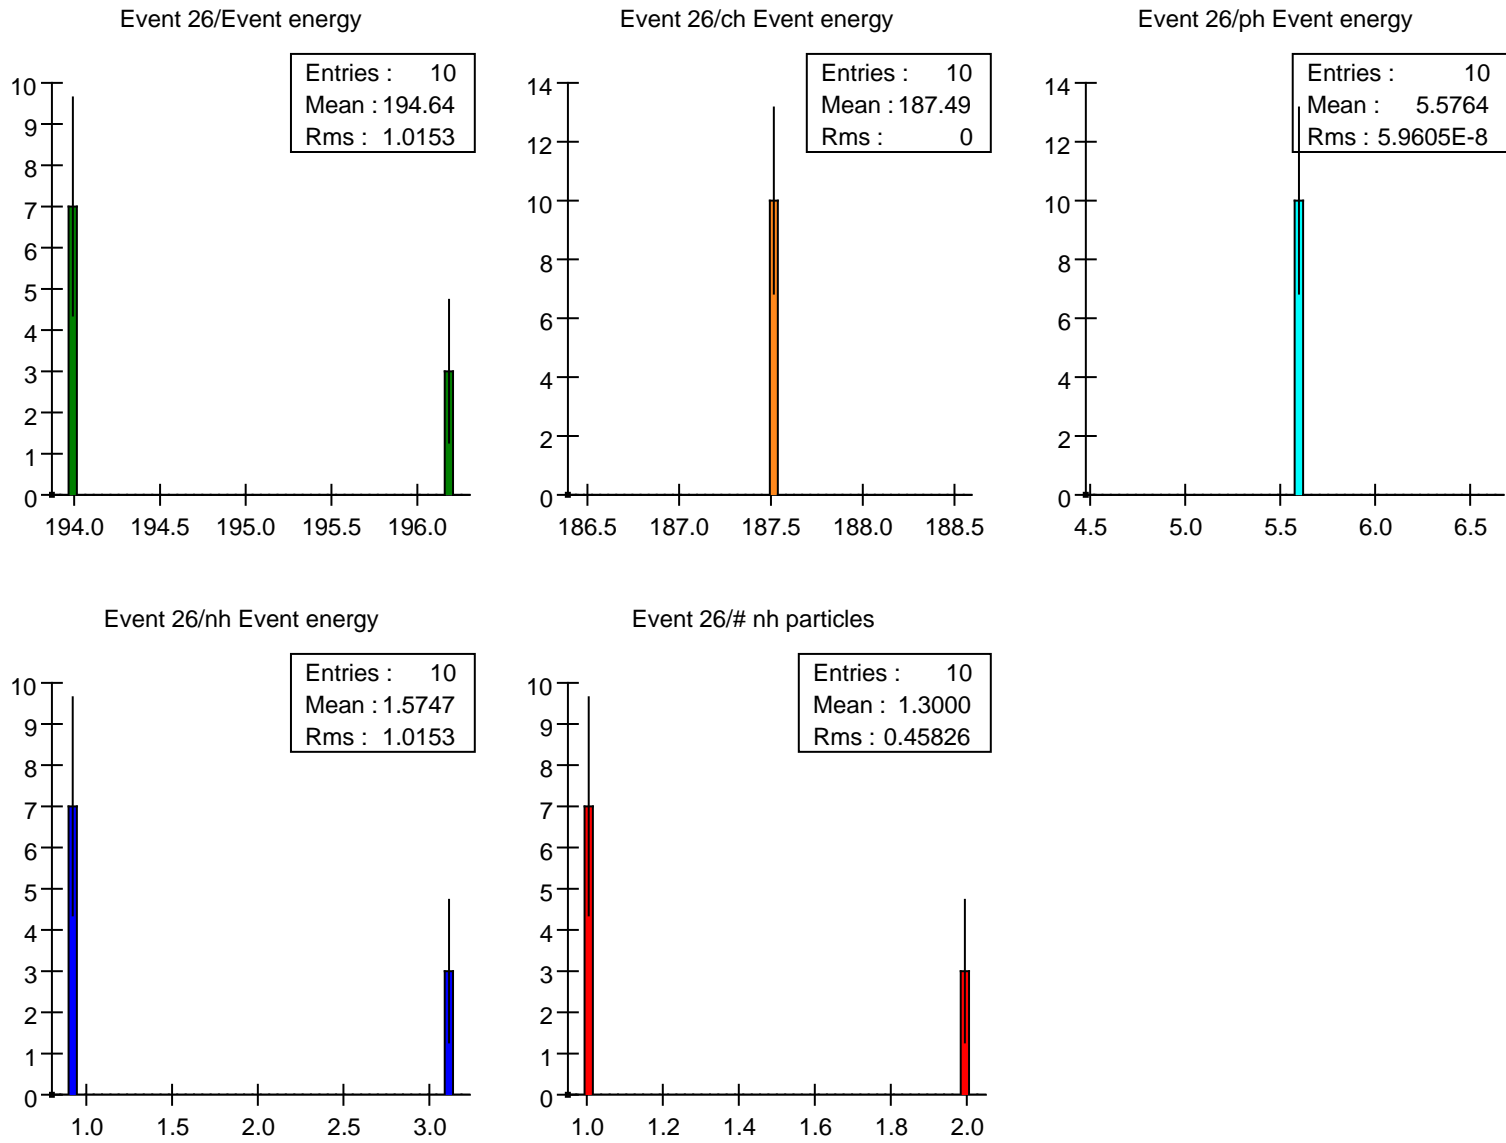 Event 26/Event energy
Entries : 10
Mean : 194.64
Rms : 1.0153
10
9
8
7
6
5
4
3
2
1
0
194.0 194.5 195.0 195.5 196.0
Event 26/ch Event energy
Entries : 10
Mean : 187.49
Rms : 0
14
12
10
8
6
4
2
0
186.5 187.0 187.5 188.0 188.5
Event 26/ph Event energy
Entries : 10
Mean : 5.5764
Rms : 5.9605E-8
14
12
10
8
6
4
2
0
4.5 5.0 5.5 6.0 6.5
Event 26/nh Event energy
Entries : 10
Mean : 1.5747
Rms : 1.0153
10
9
8
7
6
5
4
3
2
1
0
1.0 1.5 2.0 2.5 3.0
Event 26/# nh particles
Entries : 10
Mean : 1.3000
Rms : 0.45826
10
9
8
7
6
5
4
3
2
1
0
1.0 1.2 1.4 1.6 1.8 2.0